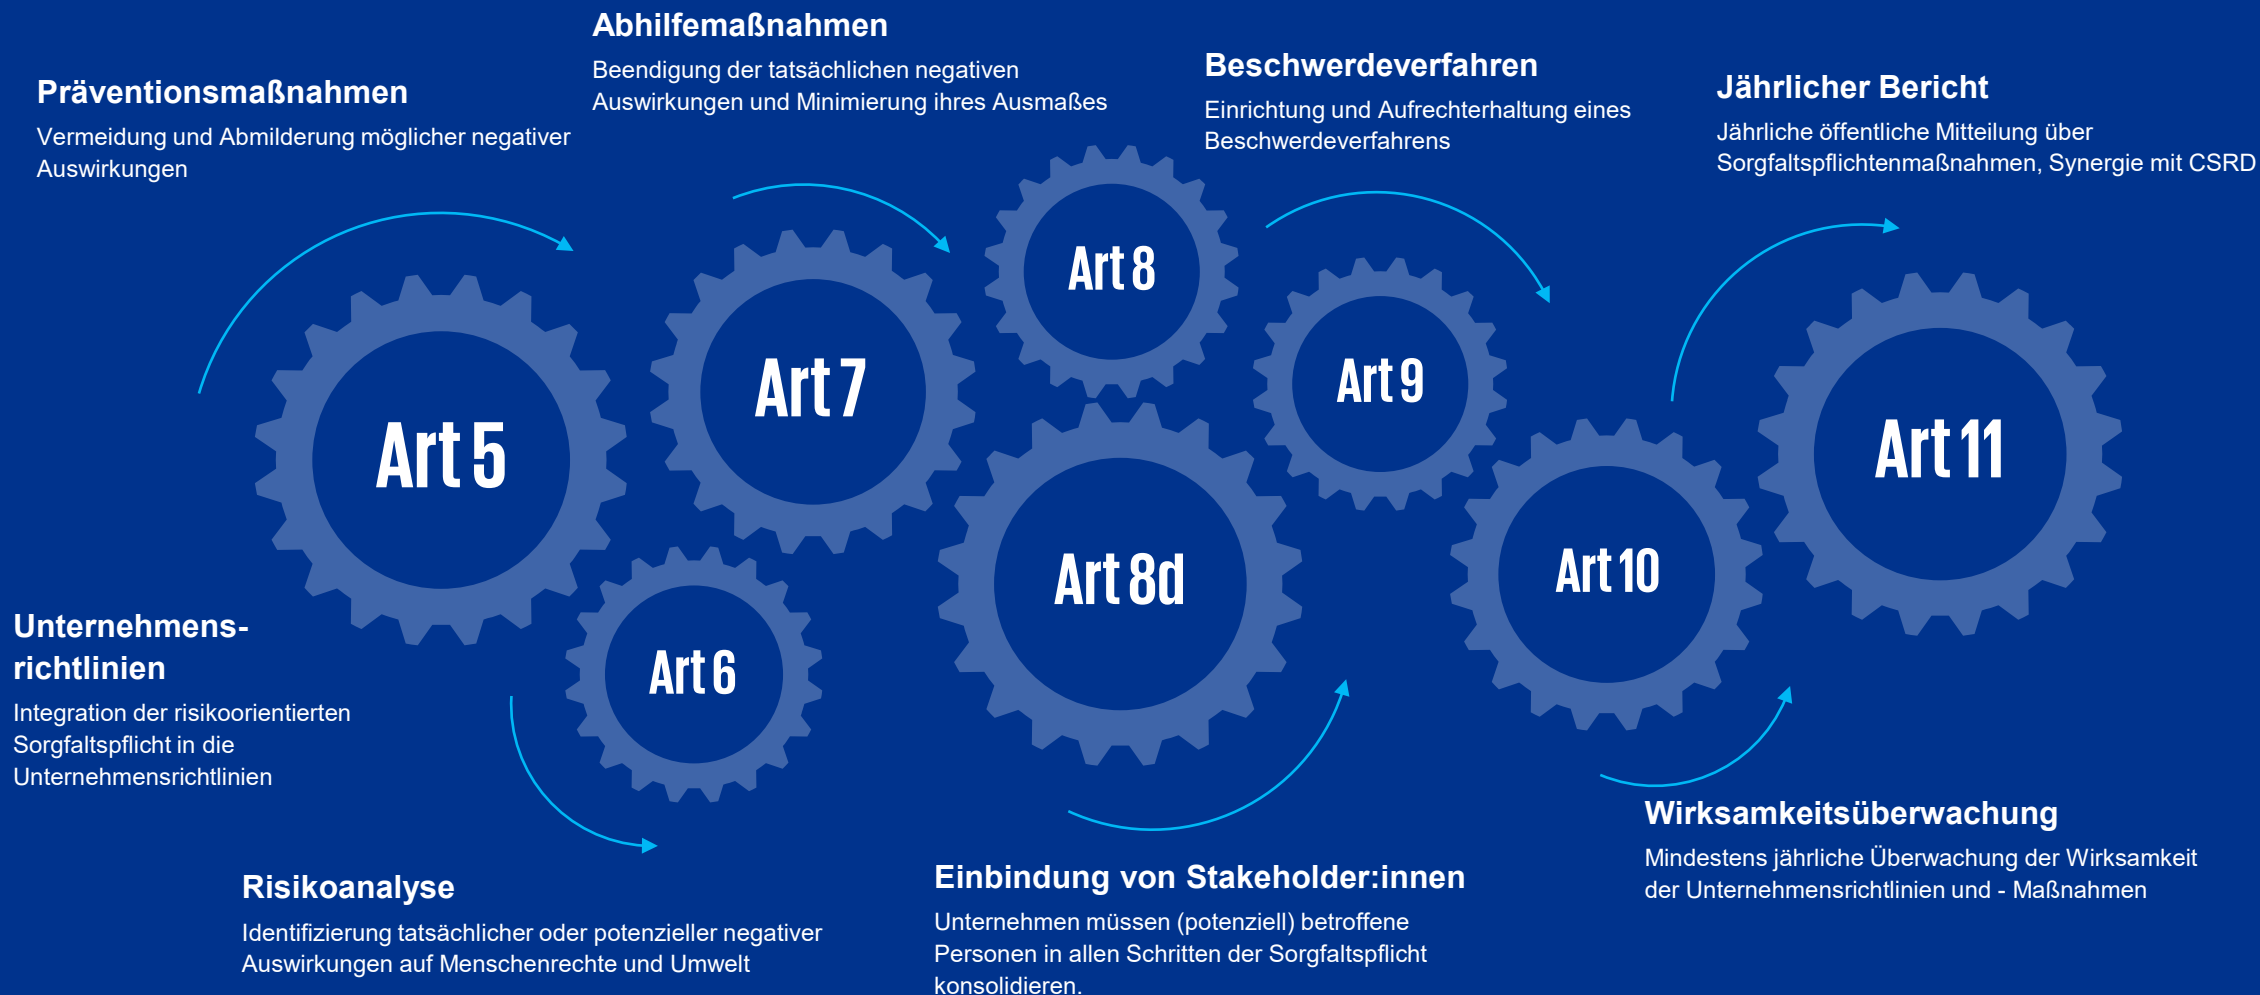 Abhilfemaßnahmen
Beendigung der tatsächlichen negativen
Auswirkungen und Minimierung ihres Ausmaßes
Präventionsmaßnahmen
Vermeidung und Abmilderung möglicher negativer
Auswirkungen
Beschwerdeverfahren
Einrichtung und Aufrechterhaltung eines
Beschwerdeverfahrens
Jährlicher Bericht
Jährliche öffentliche Mitteilung über
Sorgfaltspflichtenmaßnahmen, Synergie mit CSRD
Art 5
Art 7
Art 8
Art 9
Art 11
Art 6
Art 8d
Art 10
Unternehmens-
richtlinien
Integration der risikoorientierten
Sorgfaltspflicht in die
Unternehmensrichtlinien
Risikoanalyse
Identifizierung tatsächlicher oder potenzieller negativer
Auswirkungen auf Menschenrechte und Umwelt
Einbindung von Stakeholder:innen
Unternehmen müssen (potenziell) betroffene
Personen in allen Schritten der Sorgfaltspflicht
konsolidieren.
Wirksamkeitsüberwachung
Mindestens jährliche Überwachung der Wirksamkeit
der Unternehmensrichtlinien und - Maßnahmen